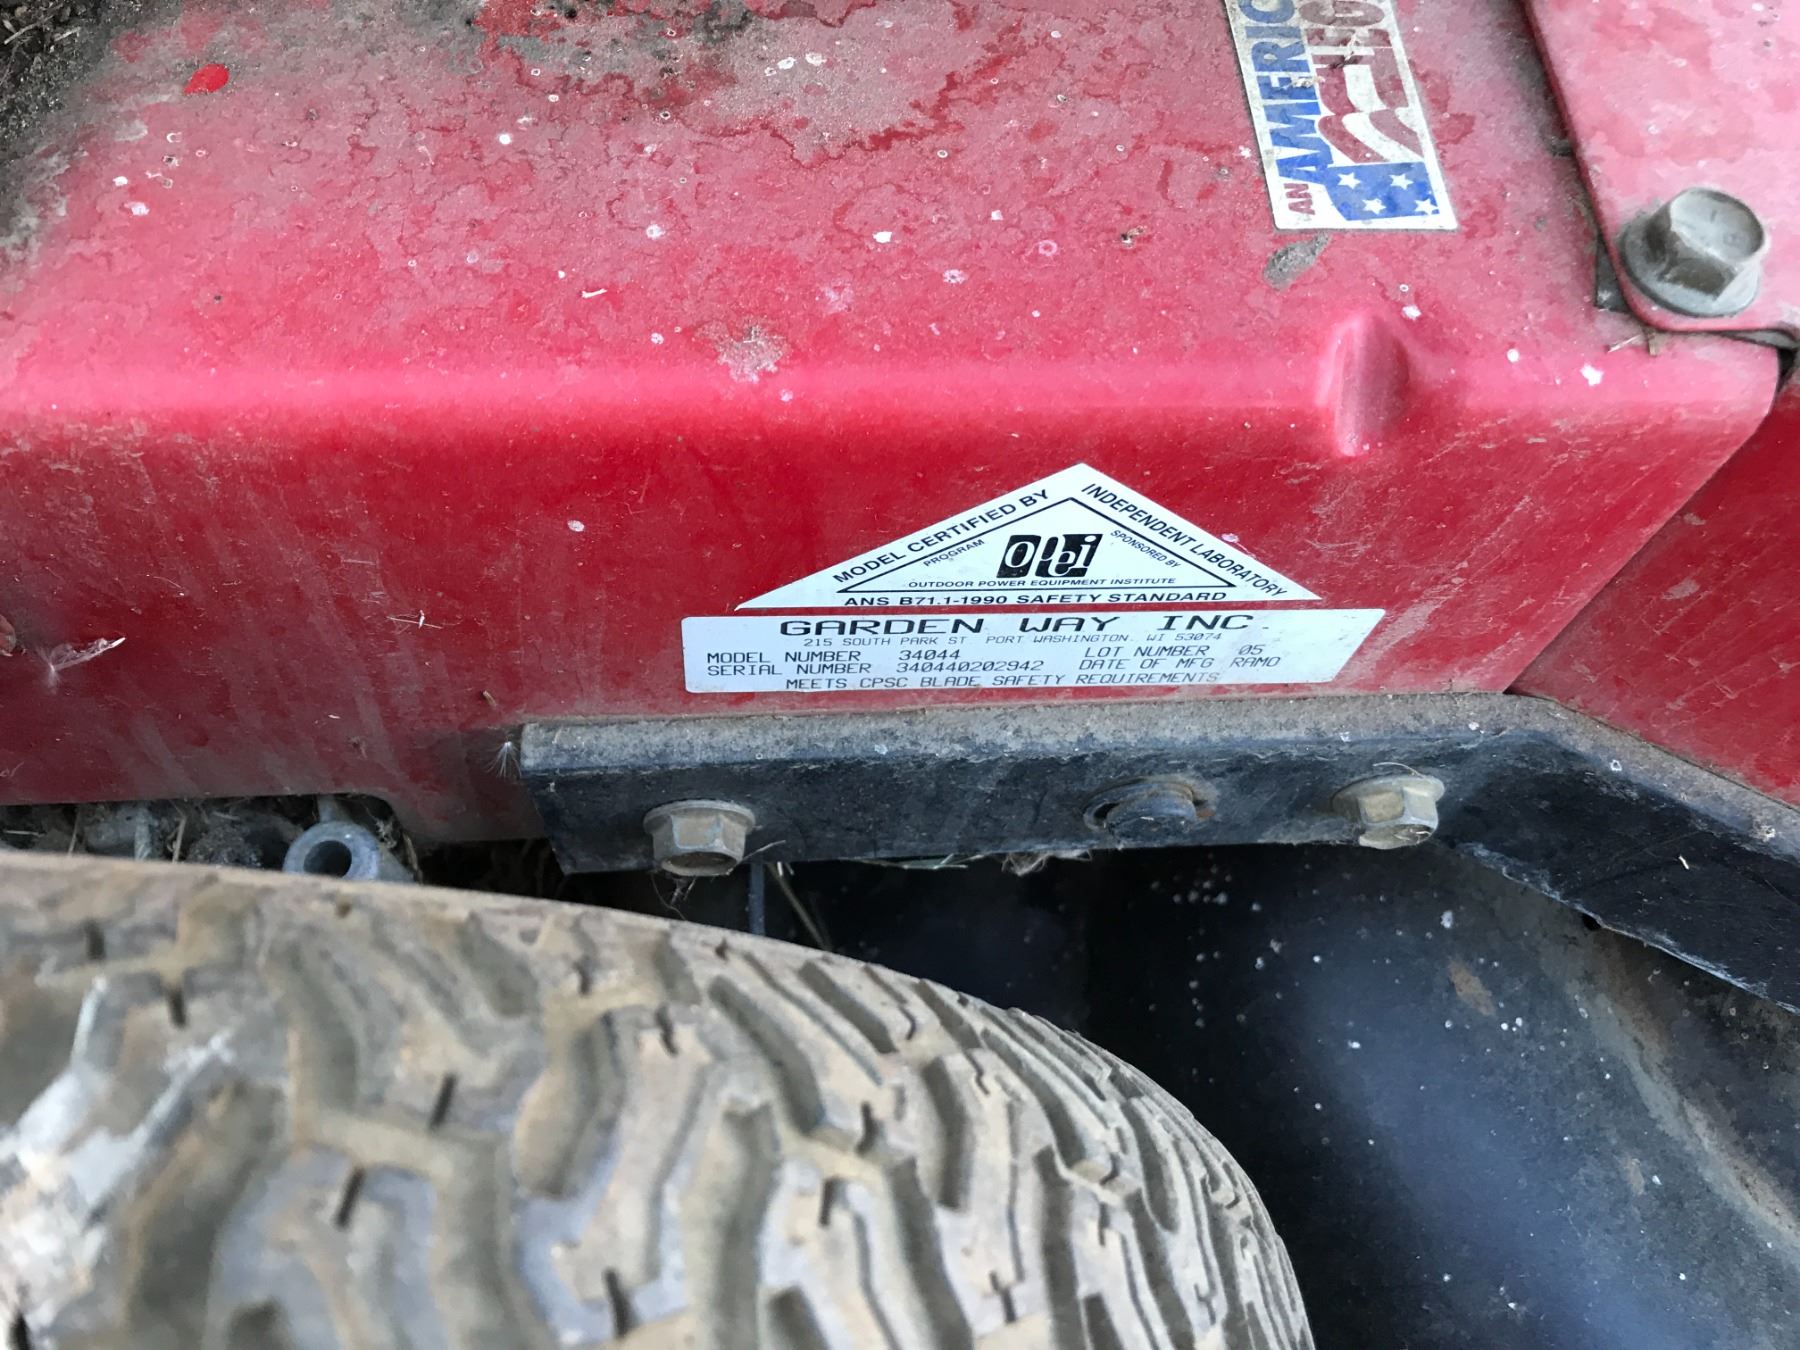 AN AMERIC
MODEL CERTIFIED BY INDEPENDENT LABORATORY
PROGRAM SPONSORED BY
OUTDOOR POWER EQUIPMENT INSTITUTE
ANS B71.1-1990 SAFETY STANDARD
GARDEN WAY INC.
215 SOUTH PARK ST PORT WASHINGTON. WI 53074
MODEL NUMBER 34044 LOT NUMBER 05
SERIAL NUMBER 340440202942 DATE OF MFG RAMO
MEETS CPSC BLADE SAFETY REQUIREMENTS